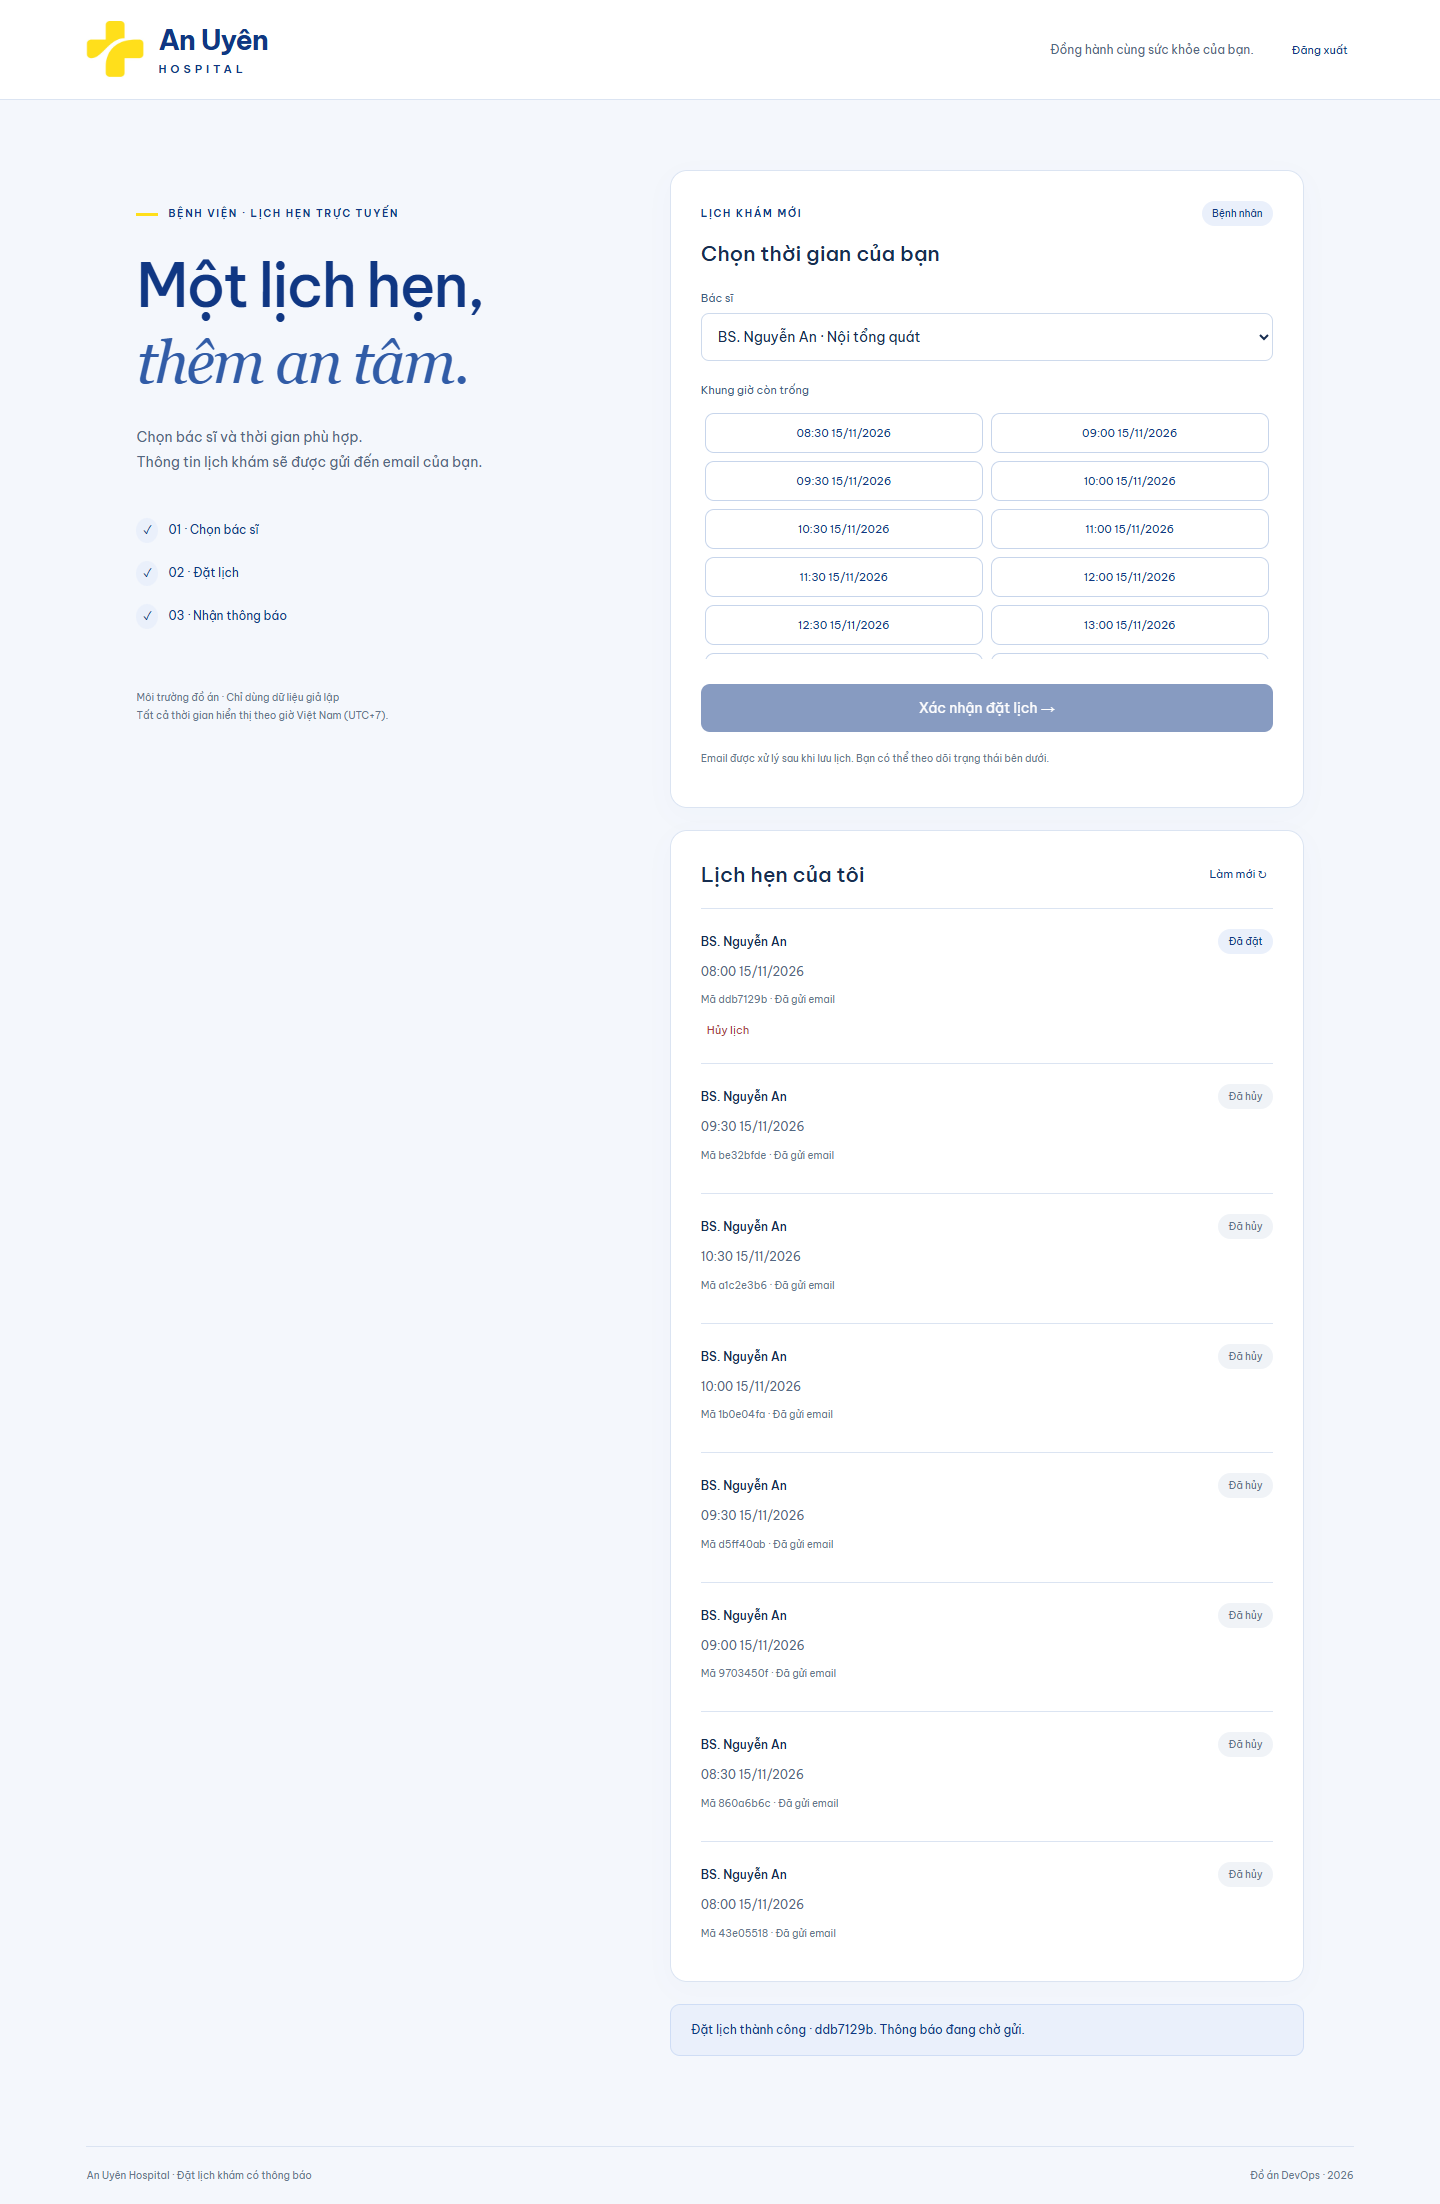 An Uyên
HOSPITAL
Đồng hành cùng sức khỏe của bạn.
Đăng xuất
BỆNH VIỆN · LỊCH HẸN TRỰC TUYẾN
Một lịch hẹn,
thêm an tâm.
Chọn bác sĩ và thời gian phù hợp.
Thông tin lịch khám sẽ được gửi đến email của bạn.
✓ 01 · Chọn bác sĩ
✓ 02 · Đặt lịch
✓ 03 · Nhận thông báo
Môi trường đồ án · Chỉ dùng dữ liệu giả lập
Tất cả thời gian hiển thị theo giờ Việt Nam (UTC+7).
LỊCH KHÁM MỚI
Bệnh nhân
Chọn thời gian của bạn
Bác sĩ
BS. Nguyễn An · Nội tổng quát
Khung giờ còn trống
08:30 15/11/2026
09:00 15/11/2026
09:30 15/11/2026
10:00 15/11/2026
10:30 15/11/2026
11:00 15/11/2026
11:30 15/11/2026
12:00 15/11/2026
12:30 15/11/2026
13:00 15/11/2026
Xác nhận đặt lịch →
Email được xử lý sau khi lưu lịch. Bạn có thể theo dõi trạng thái bên dưới.
Lịch hẹn của tôi
Làm mới ↻
BS. Nguyễn An
Đã đặt
08:00 15/11/2026
Mã ddb7129b · Đã gửi email
Hủy lịch
BS. Nguyễn An
Đã hủy
09:30 15/11/2026
Mã be32bfde · Đã gửi email
BS. Nguyễn An
Đã hủy
10:30 15/11/2026
Mã a1c2e3b6 · Đã gửi email
BS. Nguyễn An
Đã hủy
10:00 15/11/2026
Mã 1b0e04fa · Đã gửi email
BS. Nguyễn An
Đã hủy
09:30 15/11/2026
Mã d5ff40ab · Đã gửi email
BS. Nguyễn An
Đã hủy
09:00 15/11/2026
Mã 9703450f · Đã gửi email
BS. Nguyễn An
Đã hủy
08:30 15/11/2026
Mã 860a6b6c · Đã gửi email
BS. Nguyễn An
Đã hủy
08:00 15/11/2026
Mã 43e05518 · Đã gửi email
Đặt lịch thành công · ddb7129b. Thông báo đang chờ gửi.
An Uyên Hospital · Đặt lịch khám có thông báo
Đồ án DevOps · 2026